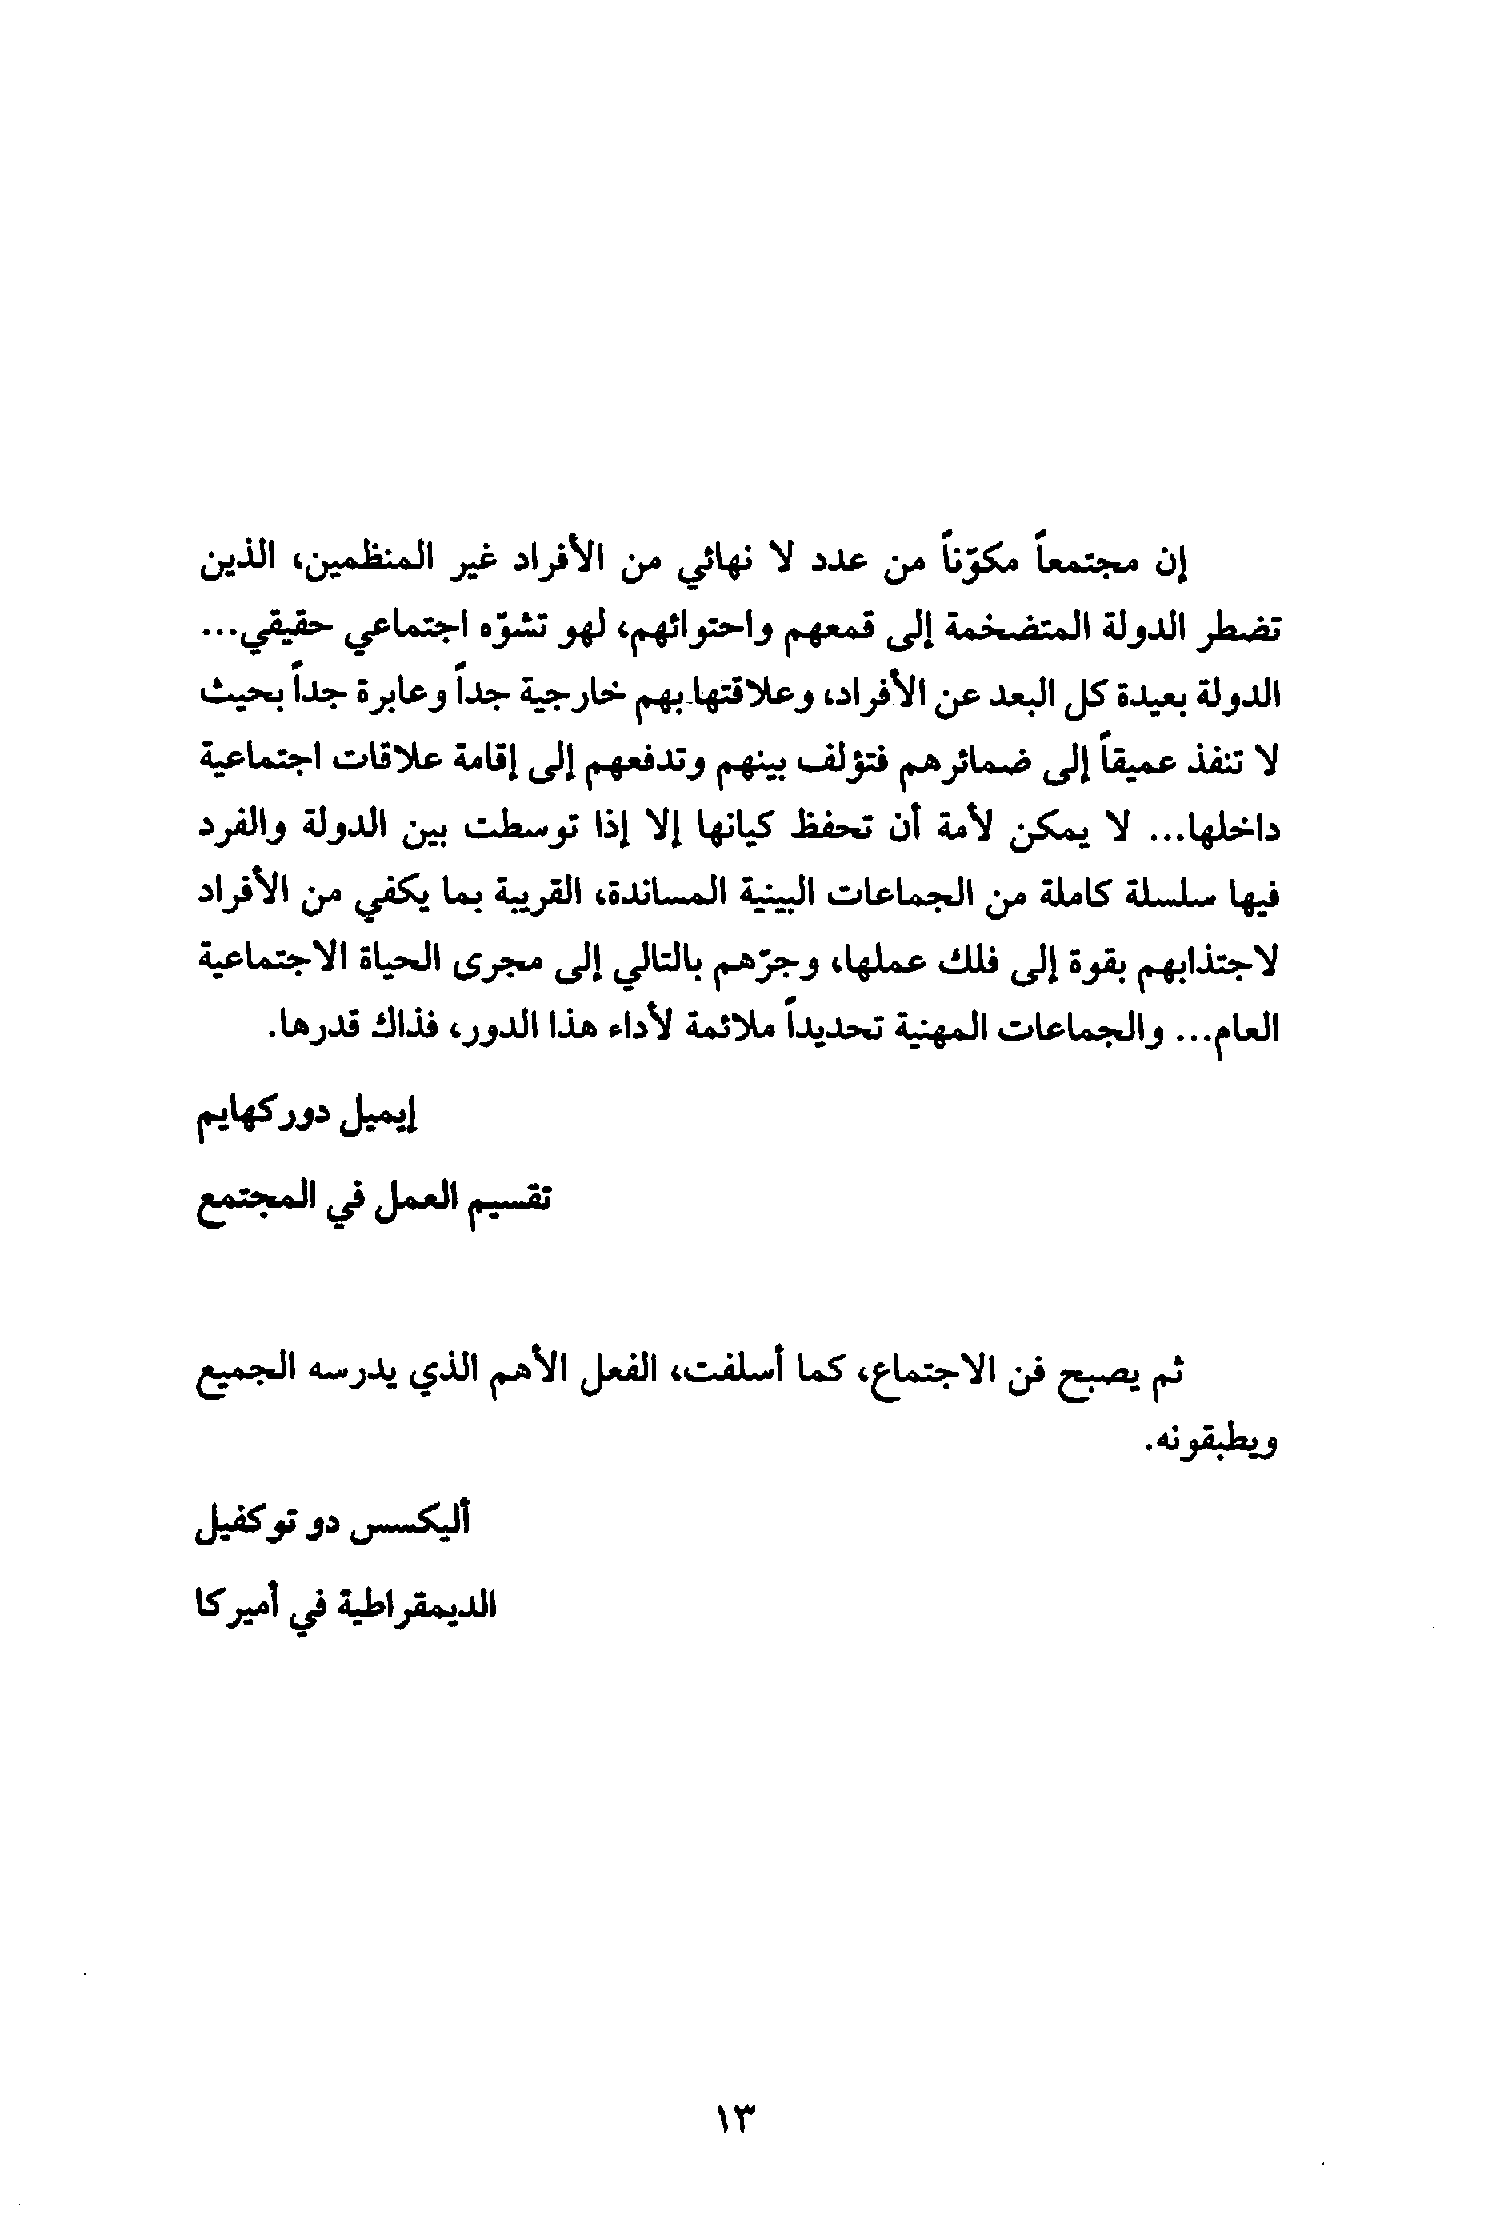 إن مجتمعاً مكوّناً من عدد لا نهائي من الأفراد غير المنظمين، الذين
تضطر الدولة المتضخمة إلى قمعهم واحتوائهم، لهو تشوّه اجتماعي حقيقي...
الدولة بعيدة كل البعد عن الأفراد، وعلاقتها بهم خارجية جداً وعابرة جداً بحيث
لا تنفذ عميقاً إلى ضمائرهم فتؤلف بينهم وتدفعهم إلى إقامة علاقات اجتماعية
داخلها... لا يمكن لأمة أن تحفظ كيانها إلا إذا توسطت بين الدولة والفرد
فيها سلسلة كاملة من الجماعات البينية المساندة، القريبة بما يكفي من الأفراد
لاجتذابهم بقوة إلى فلك عملها، وجرّهم بالتالي إلى مجرى الحياة الاجتماعية
العام... والجماعات المهنية تحديداً ملائمة لأداء هذا الدور، فذاك قدرها.
إيميل دوركهايم
تقسيم العمل في المجتمع
ثم يصبح فن الاجتماع، كما أسلفت، الفعل الأهم الذي يدرسه الجميع
ويطبقونه.
أليكسس دو توكفيل
الديمقراطية في أميركا
١٣